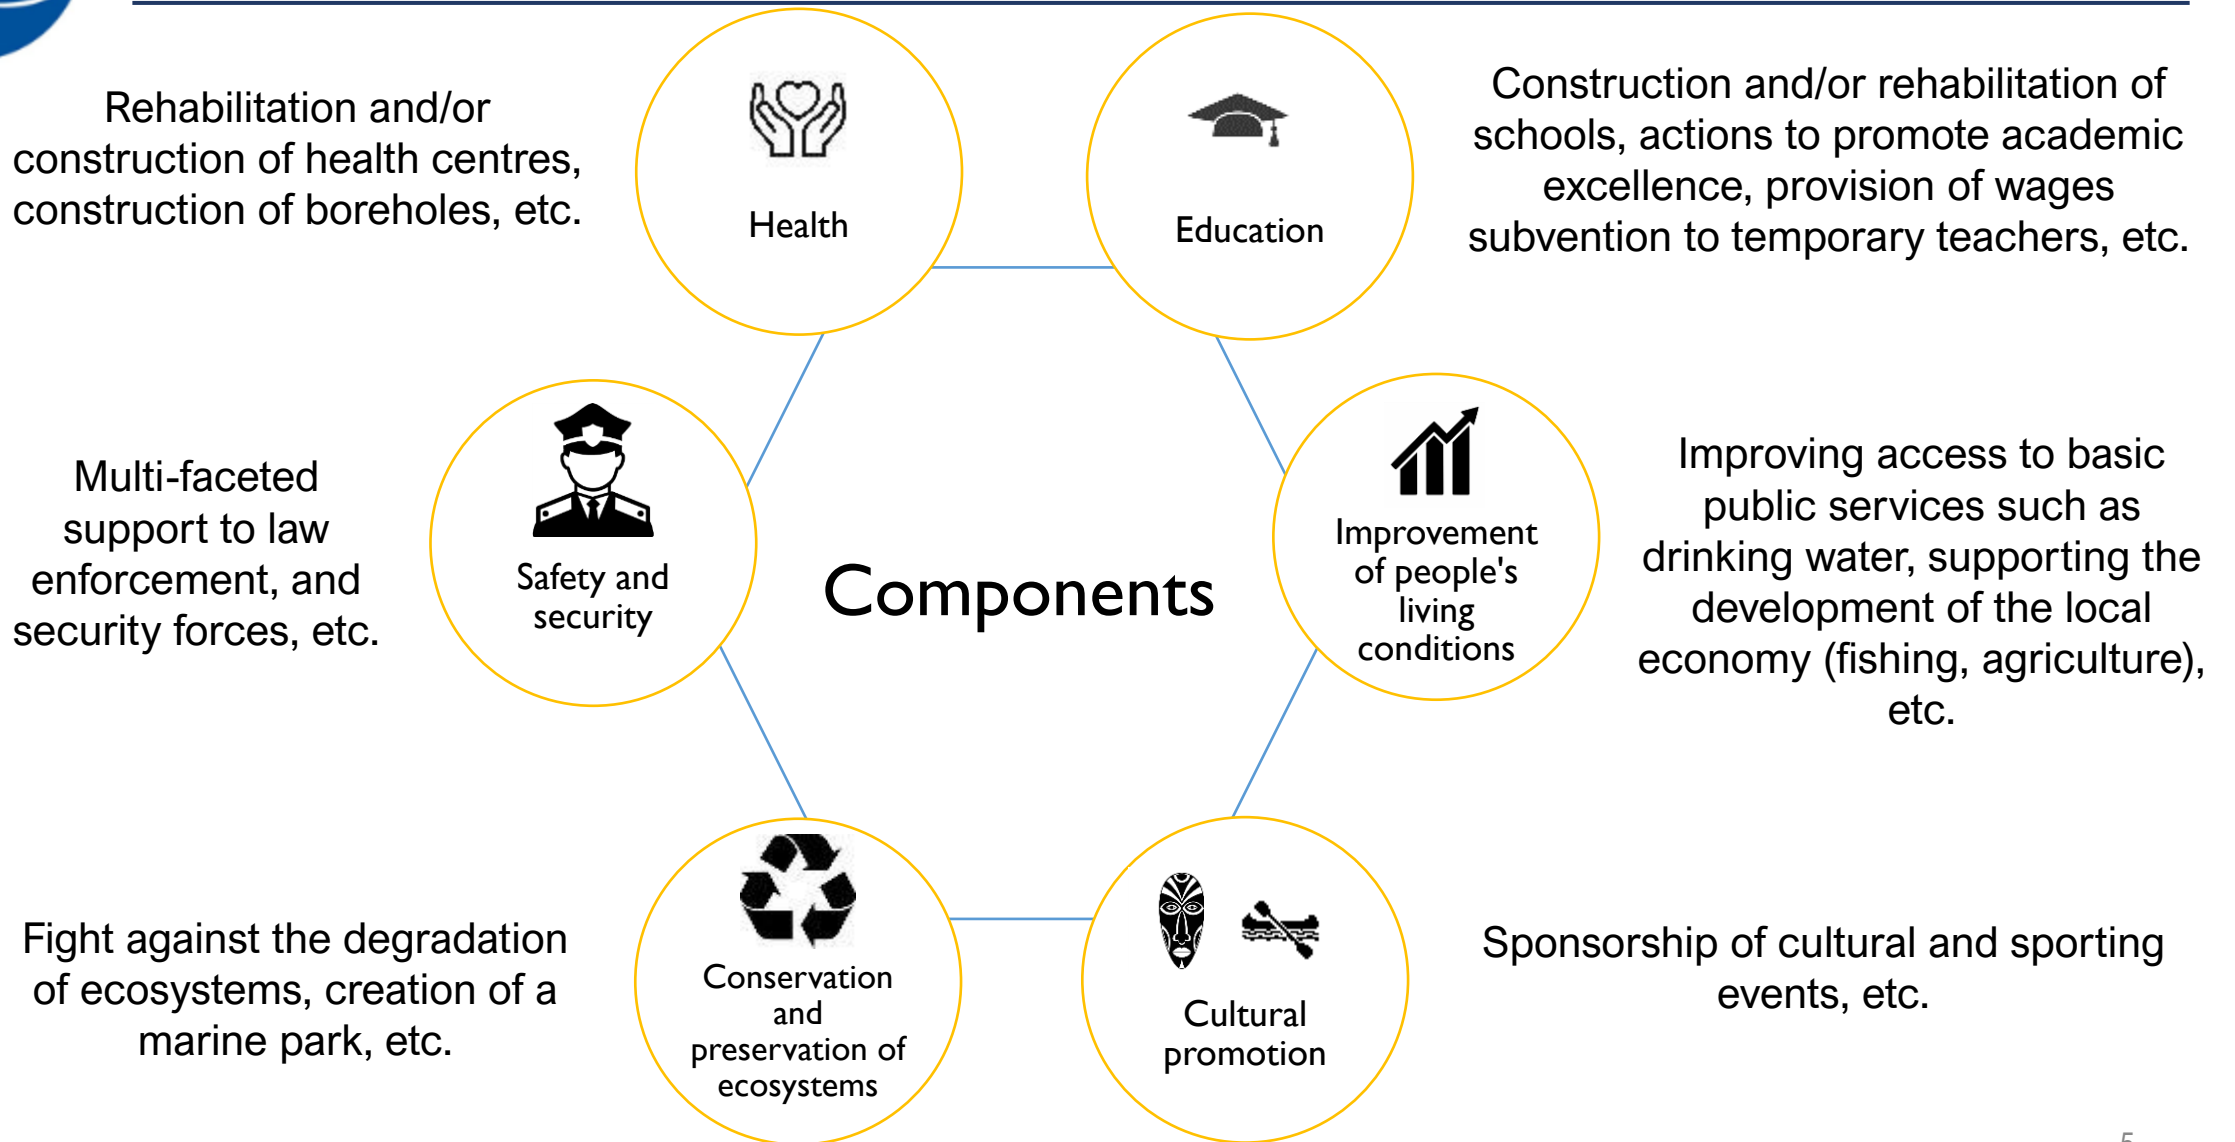 Rehabilitation and/or
construction of health centres,
construction of boreholes, etc.
Health
Education
Construction and/or rehabilitation of
schools, actions to promote academic
excellence, provision of wages
subvention to temporary teachers, etc.
Multi-faceted
support to law
enforcement, and
security forces, etc.
Safety and
security
Components
Improvement
of people's
living
conditions
Improving access to basic
public services such as
drinking water, supporting the
development of the local
economy (fishing, agriculture),
etc.
Fight against the degradation
of ecosystems, creation of a
marine park, etc.
Conservation
and
preservation of
ecosystems
Cultural
promotion
Sponsorship of cultural and sporting
events, etc.
5